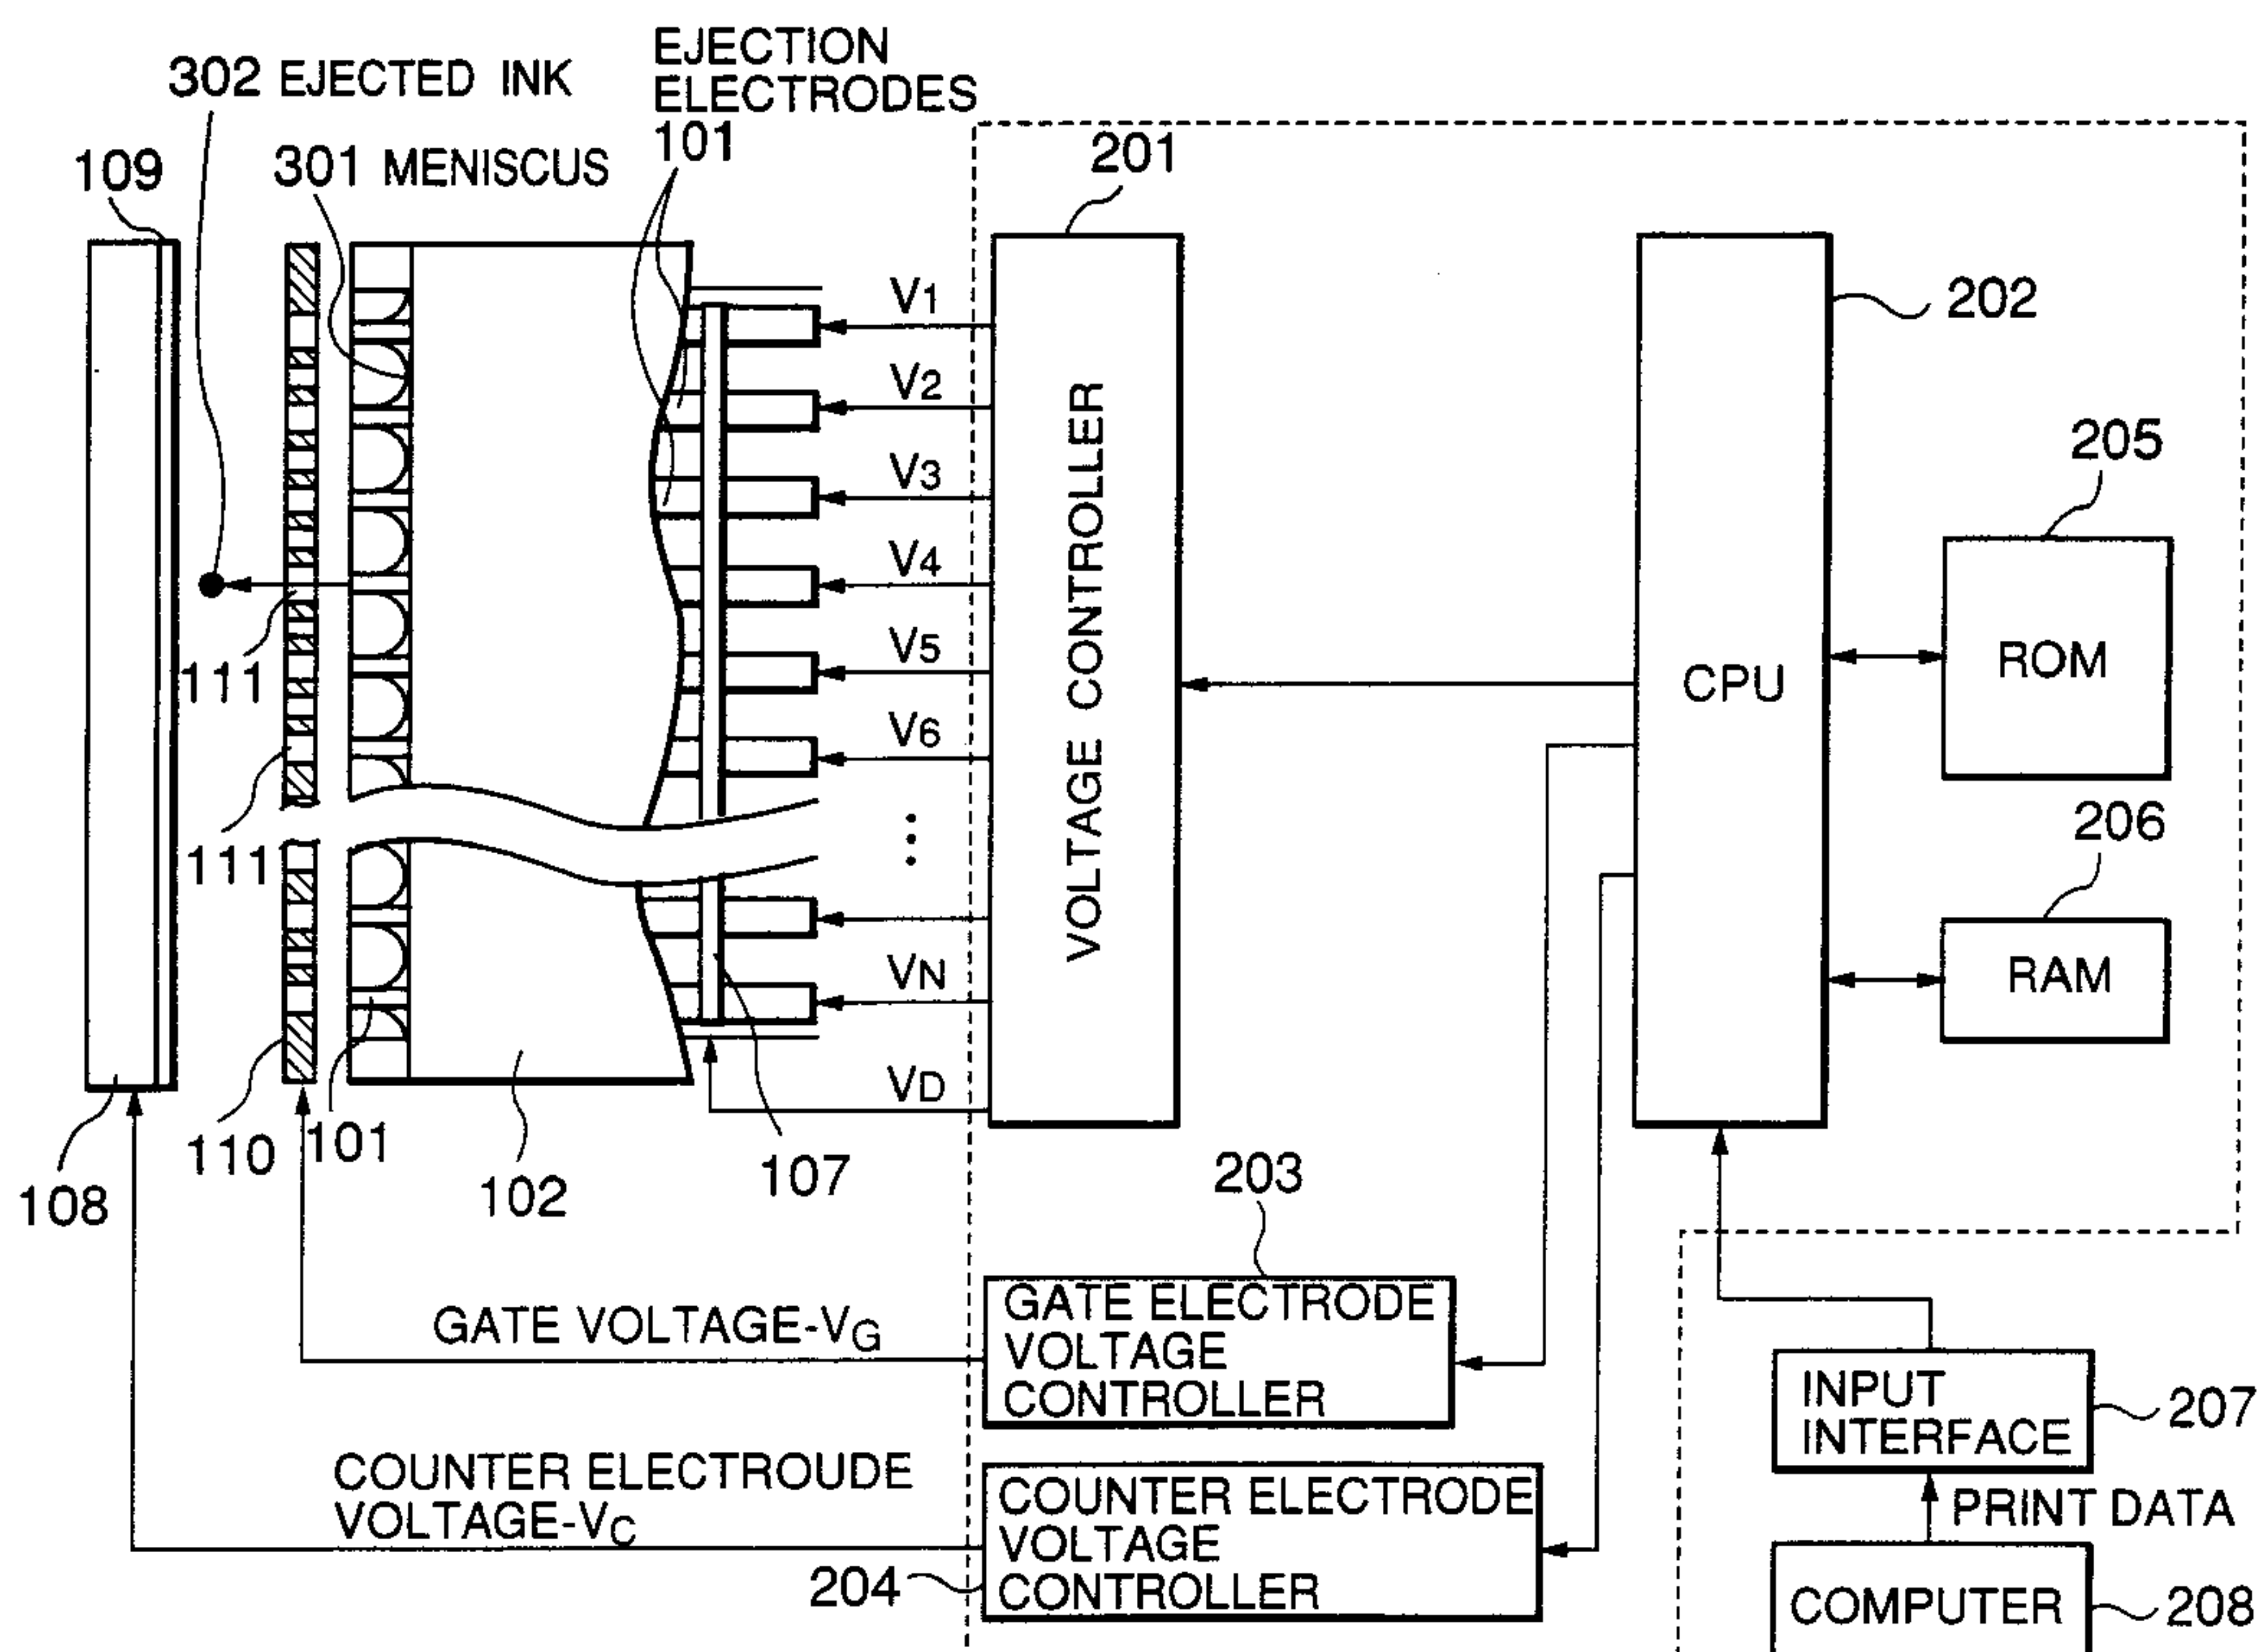 EJECTION
302 EJECTED INK
ELECTRODES
101
109
301 MENISCUS
201
V1
202
V2
V3
205
V4
VOLTAGE CONTROLLER
CPU
ROM
111
V5
V6
206
111
RAM
VN
VD
110
101
107
108
102
203
GATE VOLTAGE-VG
GATE ELECTRODE
VOLTAGE
CONTROLLER
INPUT
INTERFACE
207
COUNTER ELECTROUDE
VOLTAGE-VC
COUNTER ELECTRODE
VOLTAGE
CONTROLLER
PRINT DATA
204
COMPUTER
208